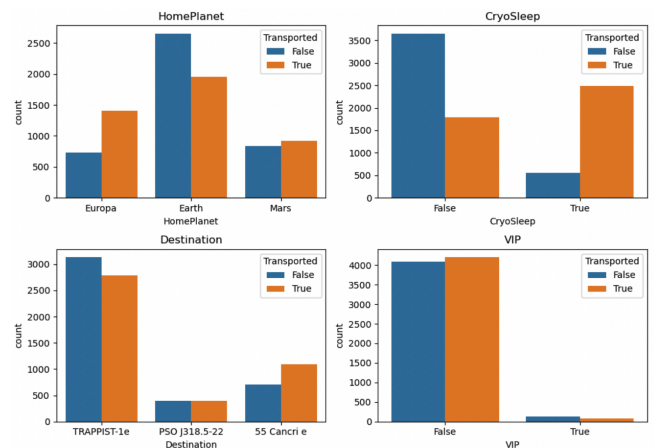 HomePlanet
Transported
False
True
2500
2000
1500
1000
500
0
count
Europa
Earth
Mars
HomePlanet
CryoSleep
Transported
False
True
3500
3000
2500
2000
1500
1000
500
0
count
False
True
CryoSleep
Destination
Transported
False
True
3000
2500
2000
1500
1000
500
0
count
TRAPPIST-1e
PSO J318.5-22
55 Cancri e
Destination
VIP
Transported
False
True
4000
3500
3000
2500
2000
1500
1000
500
0
count
False
True
VIP